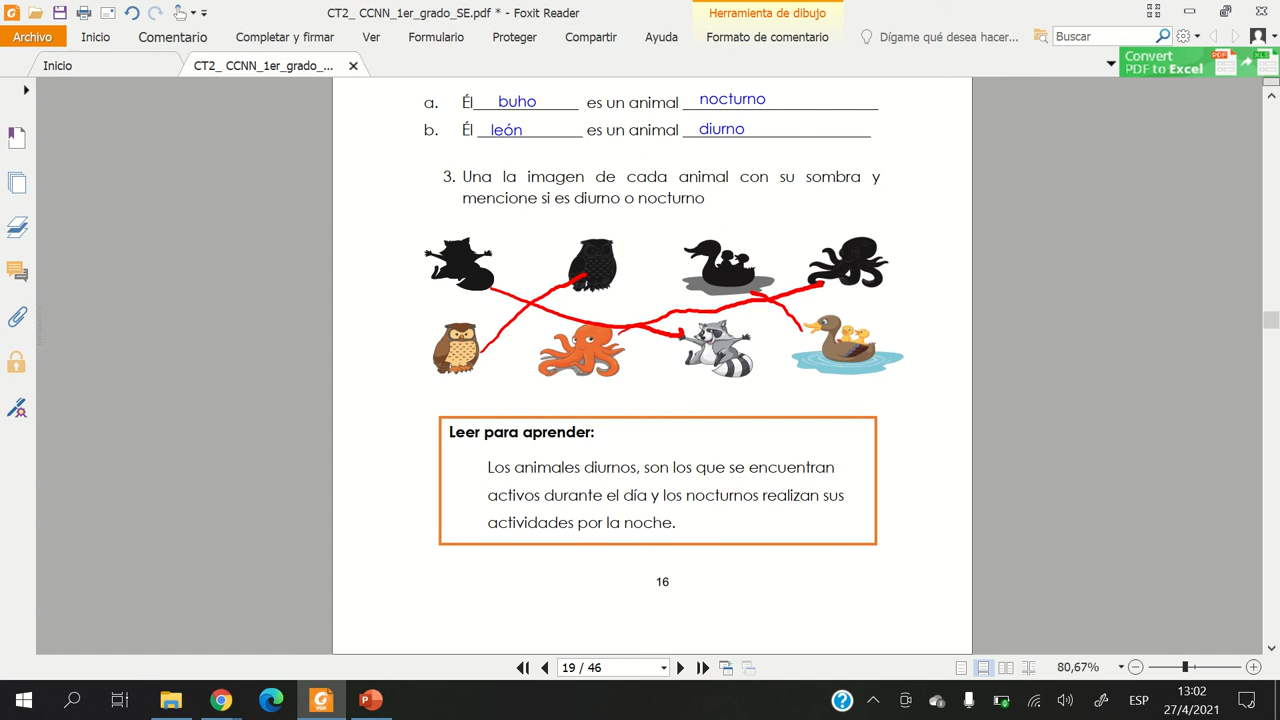 CT2_ CCNN_1er_grado_SE.pdf * - Foxit Reader
Herramienta de dibujo
Archivo Inicio Comentario Completar y firmar Ver Formulario Proteger Compartir Ayuda Formato de comentario Dígame qué desea hacer... Buscar
Inicio CT2_ CCNN_1er_grado_...
Convert
PDF to Excel
a. Él buho es un animal nocturno
b. Él león es un animal diurno
3. Una la imagen de cada animal con su sombra y
mencione si es diurno o nocturno
Leer para aprender:
Los animales diurnos, son los que se encuentran
activos durante el día y los nocturnos realizan sus
actividades por la noche.
16
19 / 46 80,67%
ESP 13:02
27/4/2021